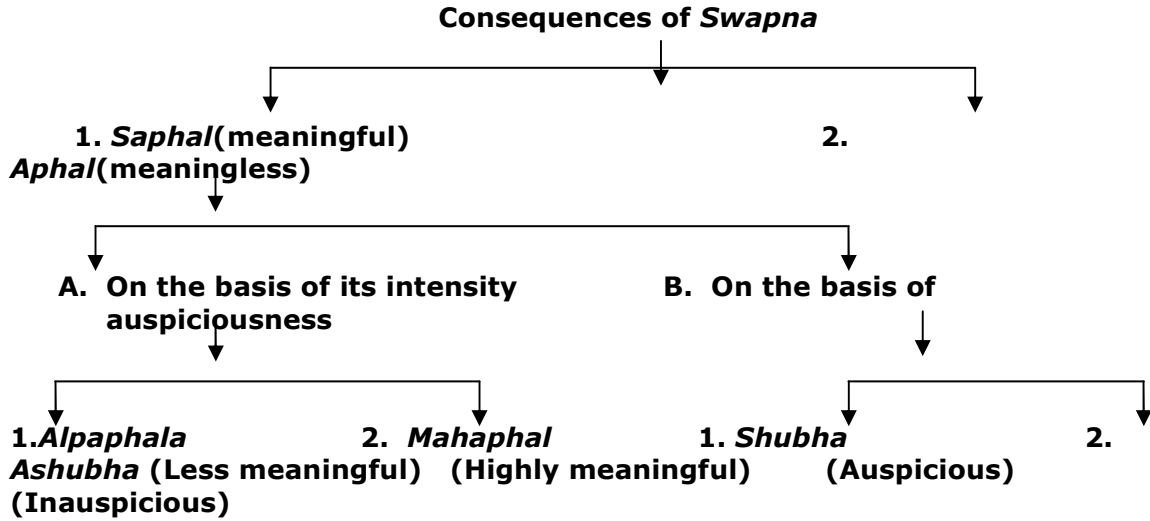 Consequences of Swapna
1. Saphal(meaningful) 2.
Aphal(meaningless)
A. On the basis of its intensity B. On the basis of
auspiciousness
1.Alpaphala 2. Mahaphal 1. Shubha 2.
Ashubha (Less meaningful) (Highly meaningful) (Auspicious)
(Inauspicious)